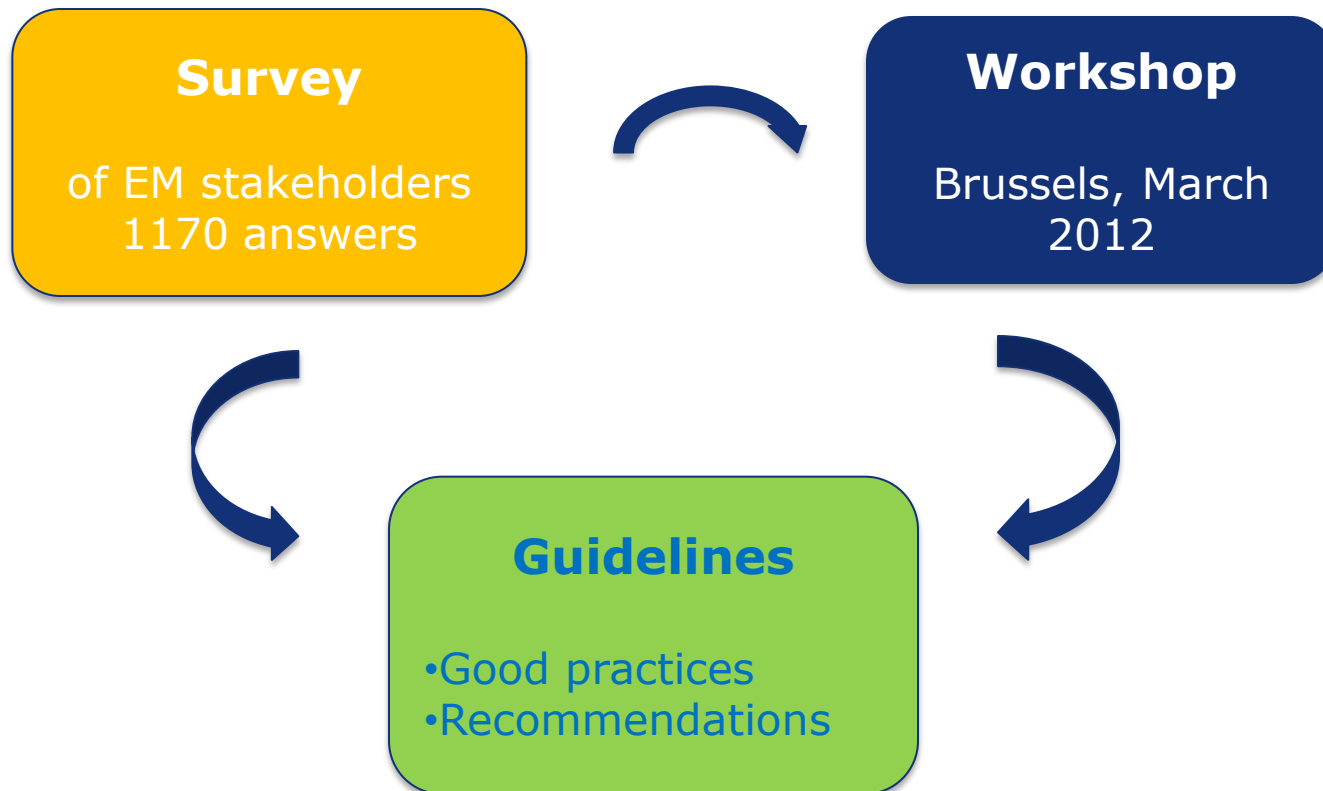 Survey
of EM stakeholders
1170 answers
Workshop
Brussels, March
2012
Guidelines
•Good practices
•Recommendations